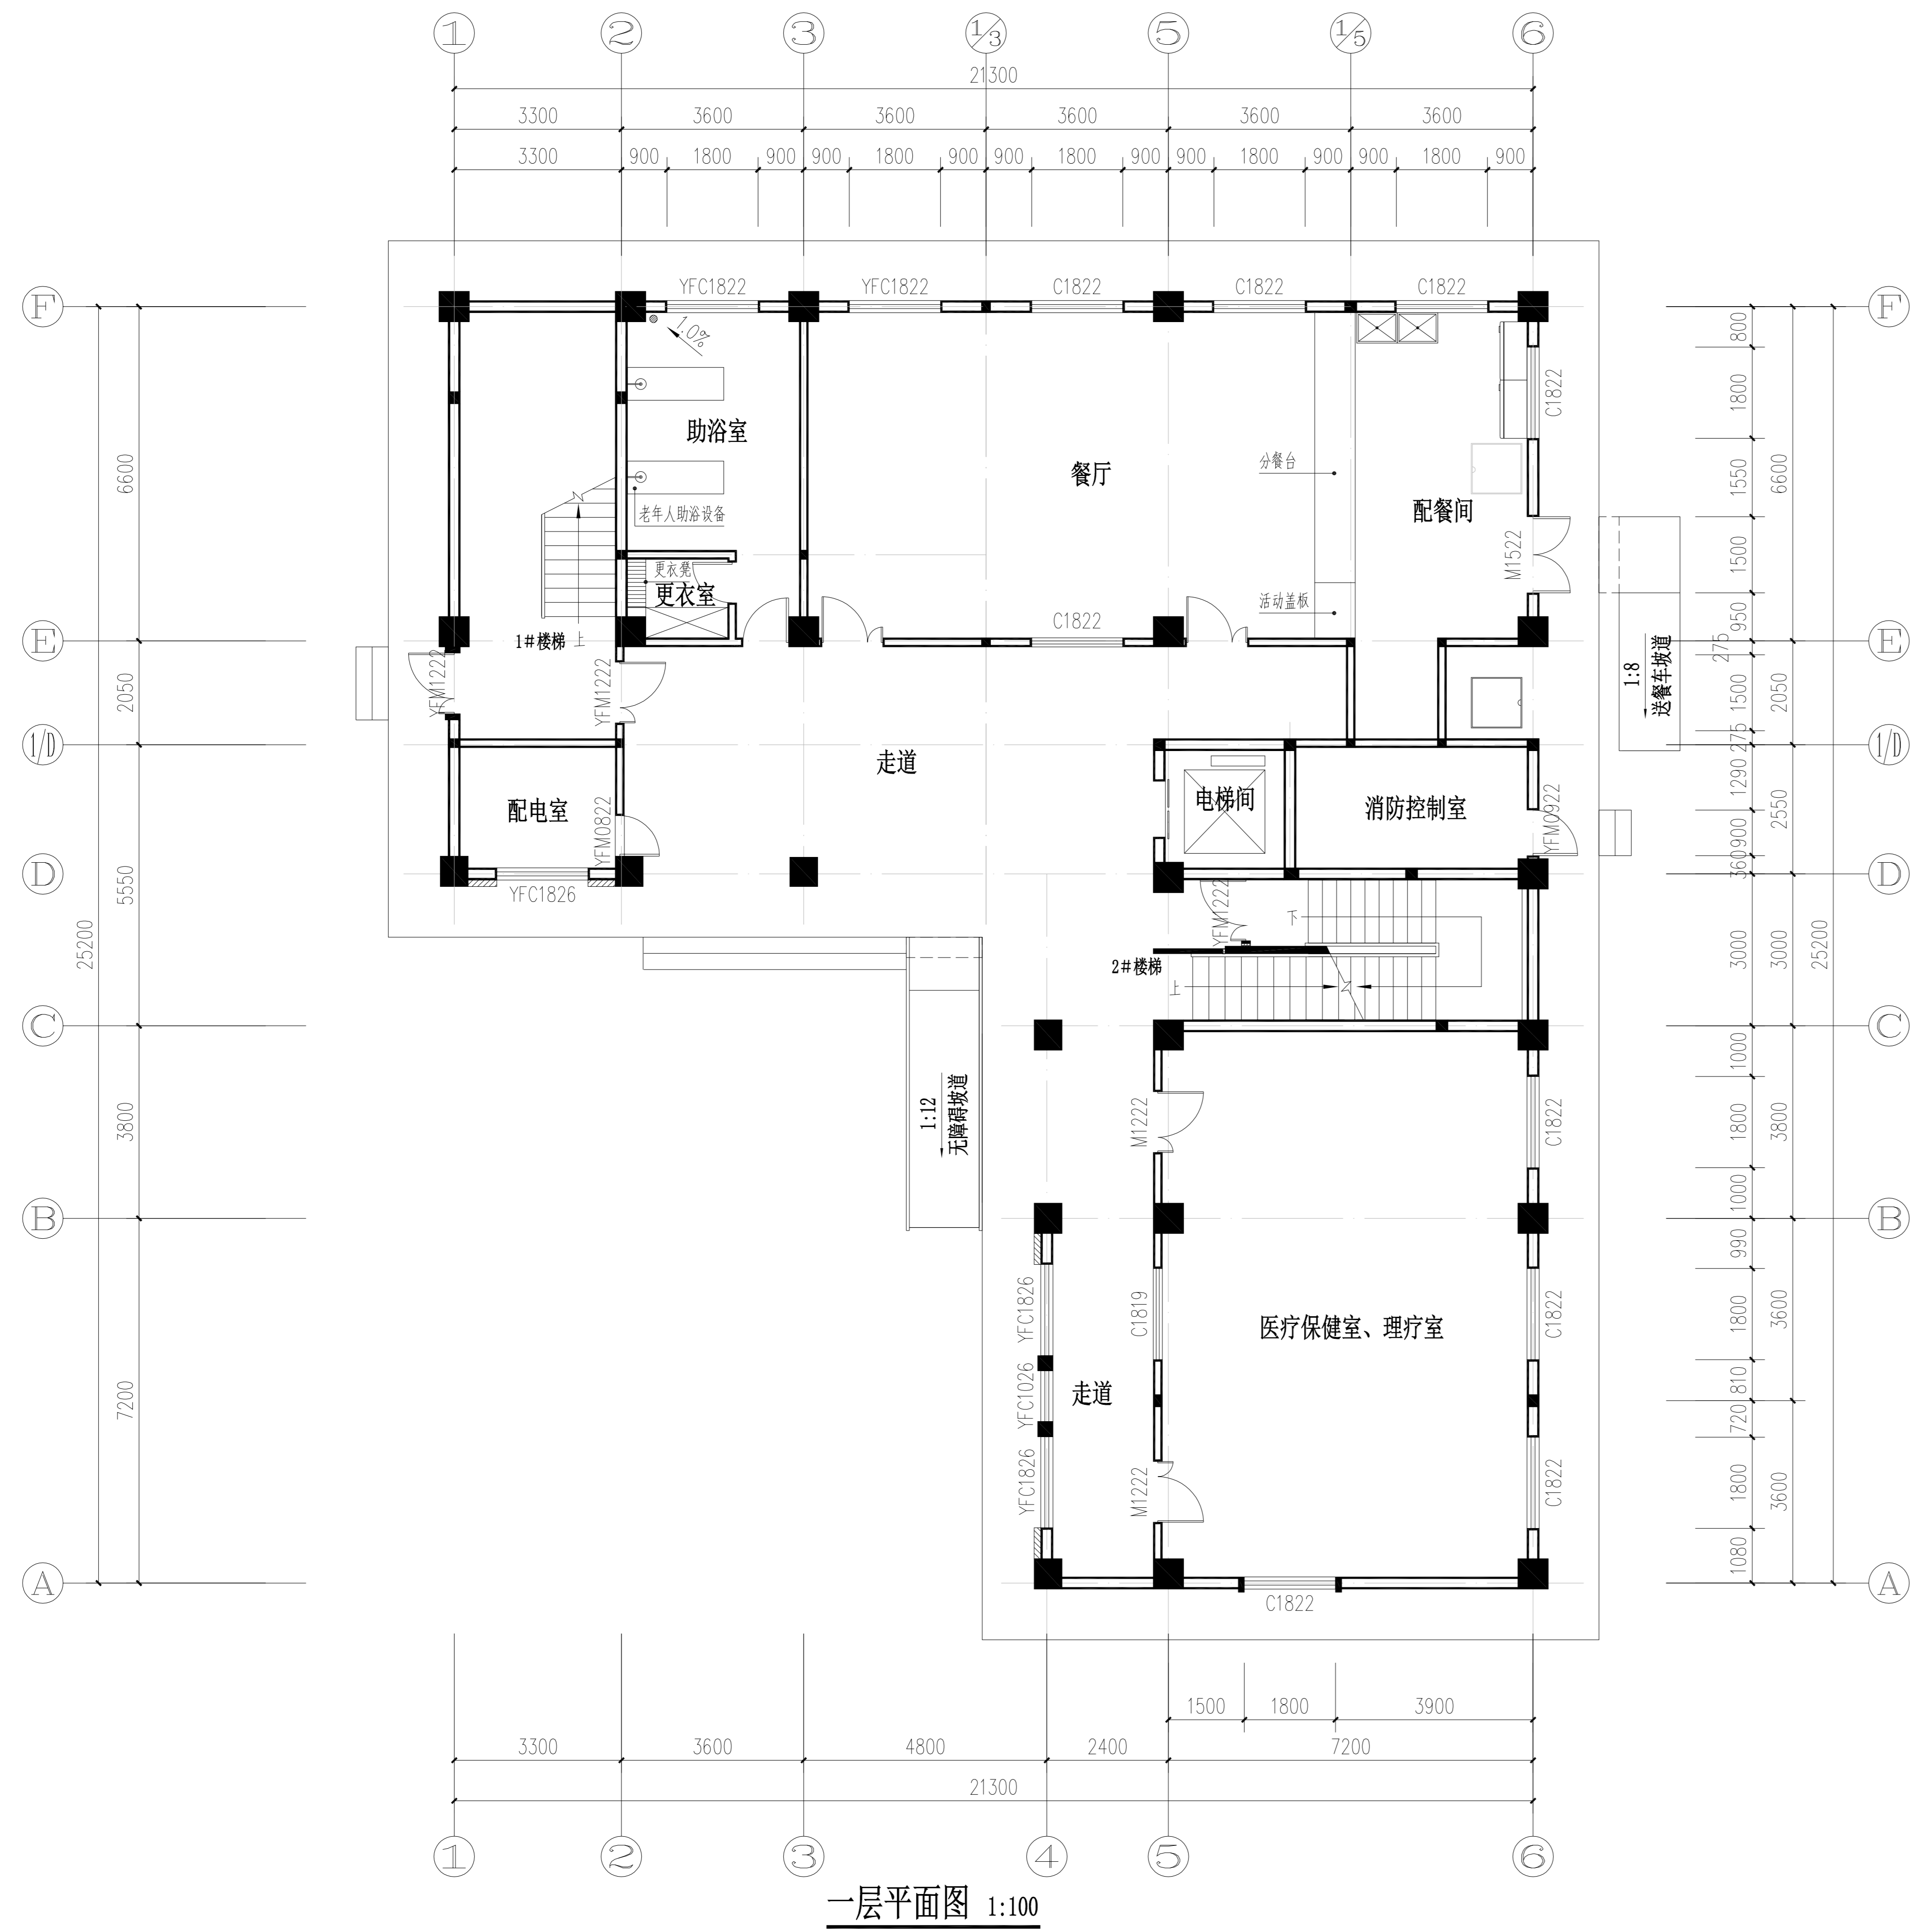 1 2 3 1/3 5 1/5 6
21300
3300 3600 3600 3600 3600 3600
3300 900 1800 900 900 1800 900 900 1800 900 900 1800 900 900 1800 900
YFC1822 YFC1822 C1822 C1822 C1822
F F
1.0%
800
C1822
1800
助浴室
分餐台
餐厅
6600
1550
6600
配餐间
老年人助浴设备
M1522
1500
更衣凳
更衣室
活动盖板
950
C1822
1#楼梯 上
E E
275
YFM1222
YFM1222
1:8
送餐车坡道
2050
1500
2050
275
1/D 1/D
走道
配电室
YFM0822
电梯间
消防控制室
YFM0922
1290
2550
900
360
D D
YFC1826
5550
25200
YFM1222
下
2#楼梯
上
3000
3000
25200
C C
1:12
无障碍坡道
M1222
C1822
3800
1000
1800
3800
1000
B B
990
YFC1826
C1819
医疗保健室、理疗室
C1822
1800
3600
YFC1026
走道
7200
810
720
YFC1826
M1222
C1822
1800
3600
1080
A A
C1822
1500 1800 3900
3300 3600 4800 2400 7200
21300
1 2 3 4 5 6
一层平面图 1:100